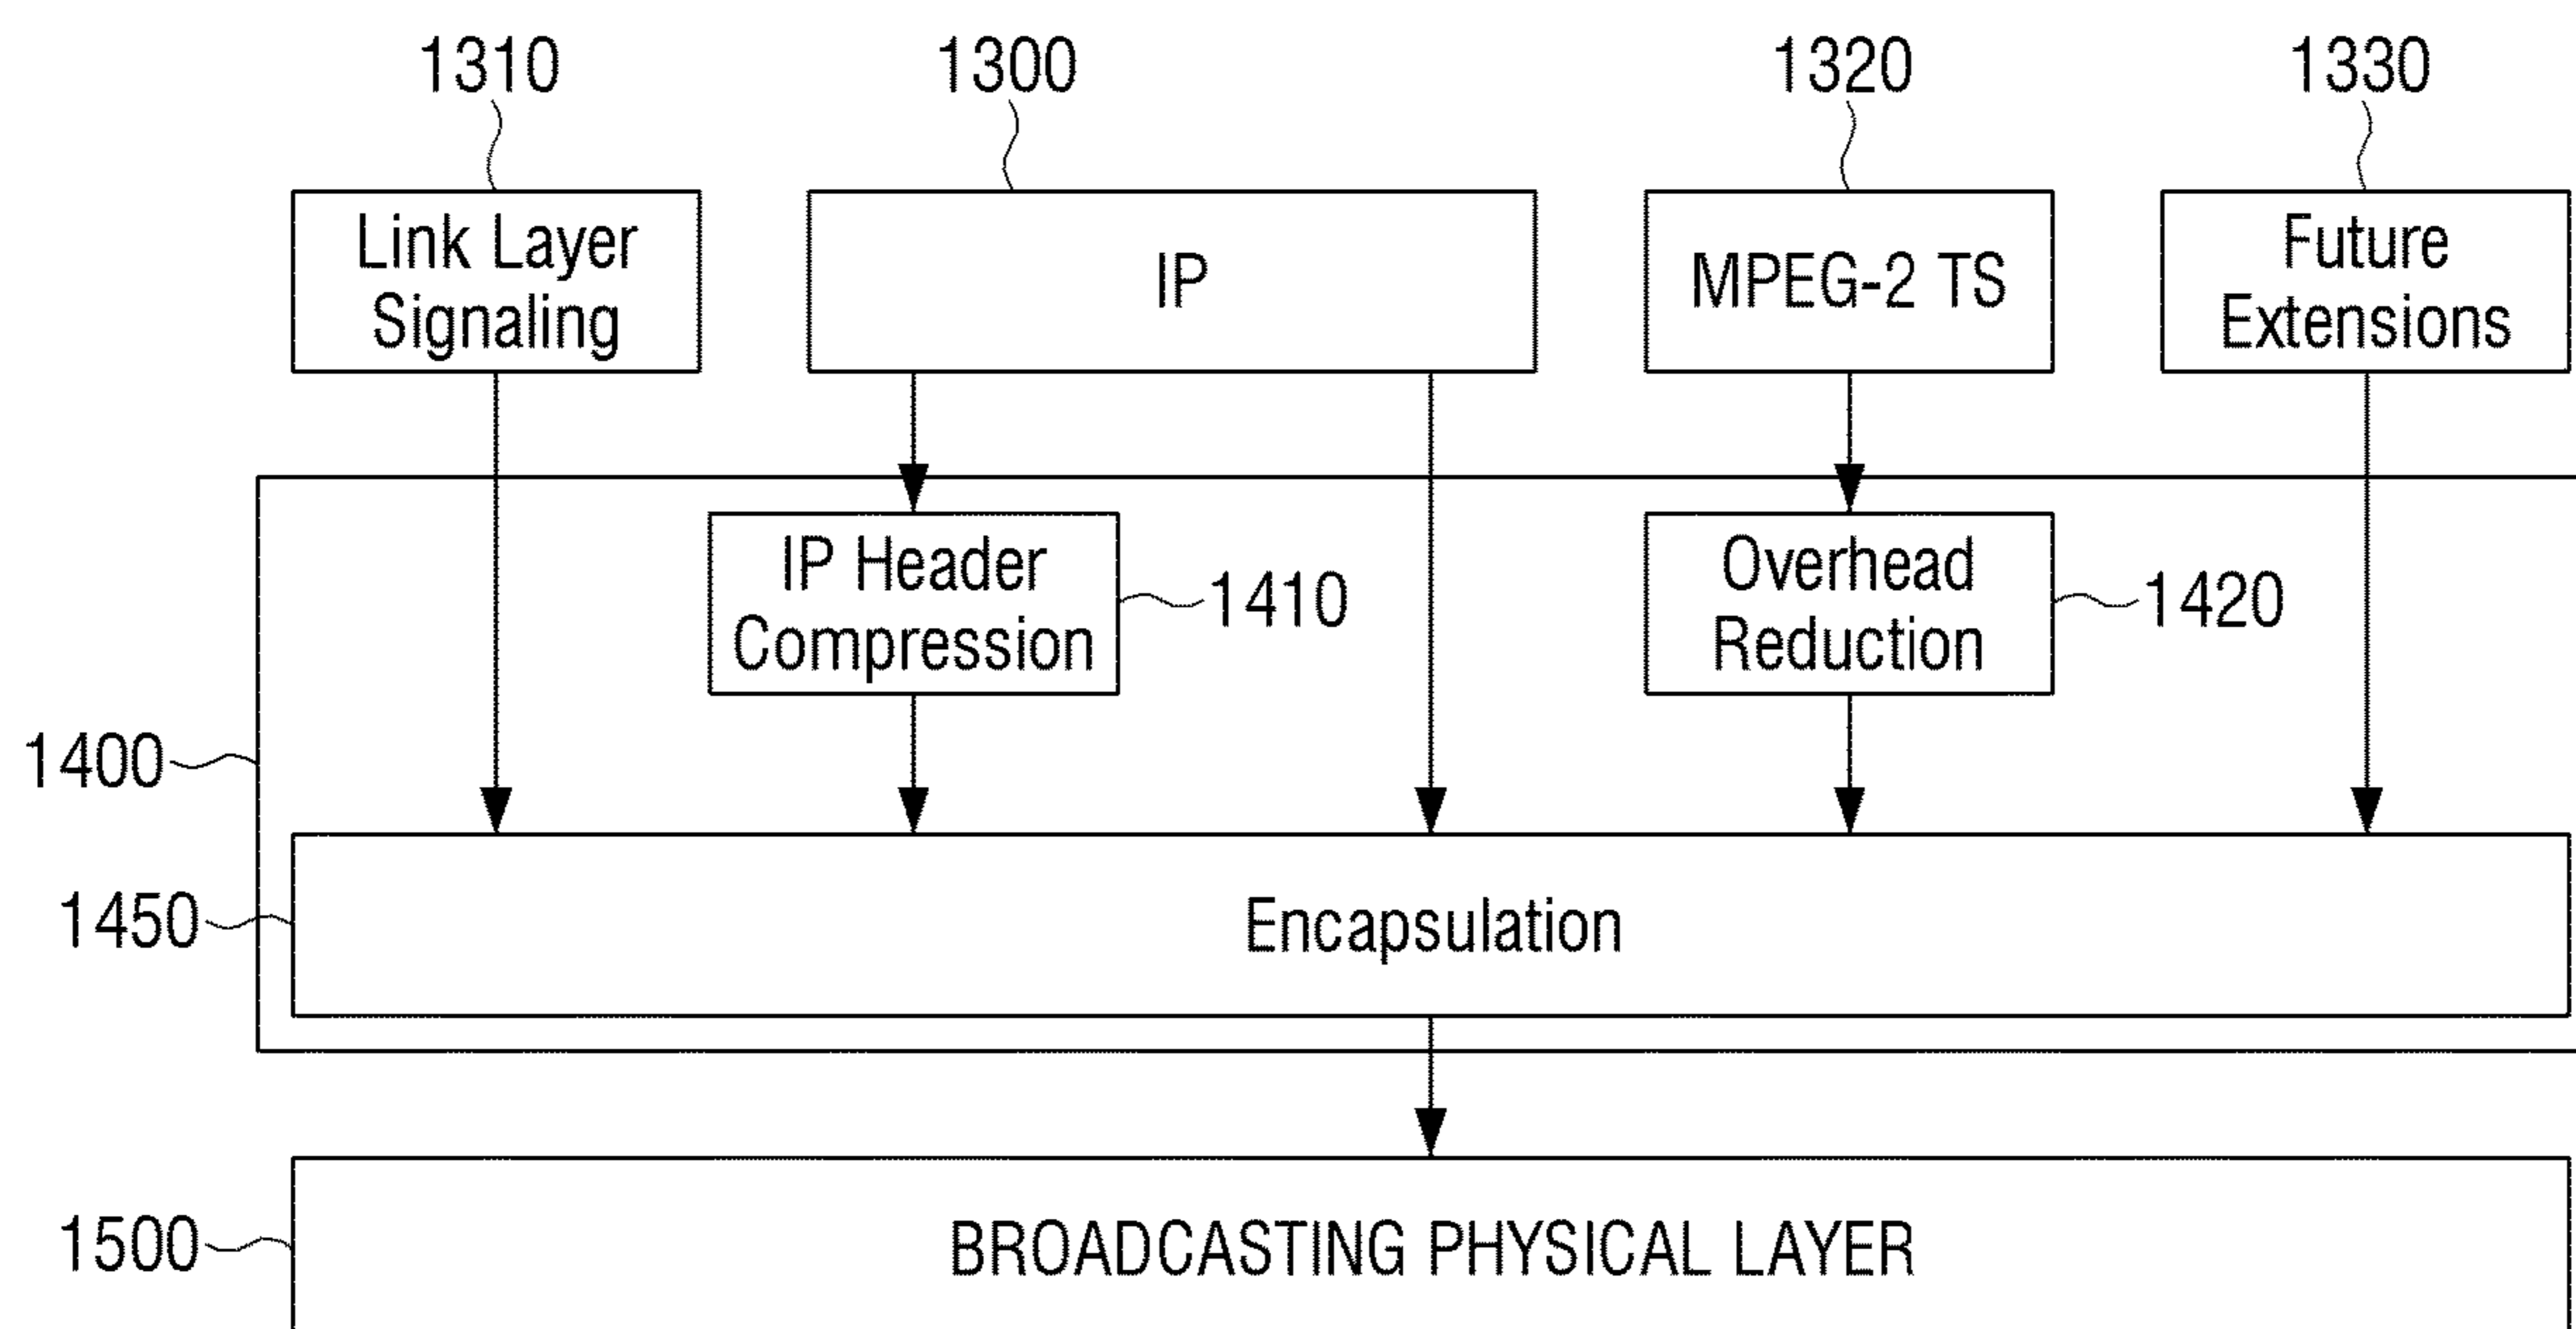 1310
1300
1320
1330
Link Layer
Signaling
IP
MPEG-2 TS
Future
Extensions
IP Header
Compression
1410
Overhead
Reduction
1420
1400
1450
Encapsulation
1500
BROADCASTING PHYSICAL LAYER